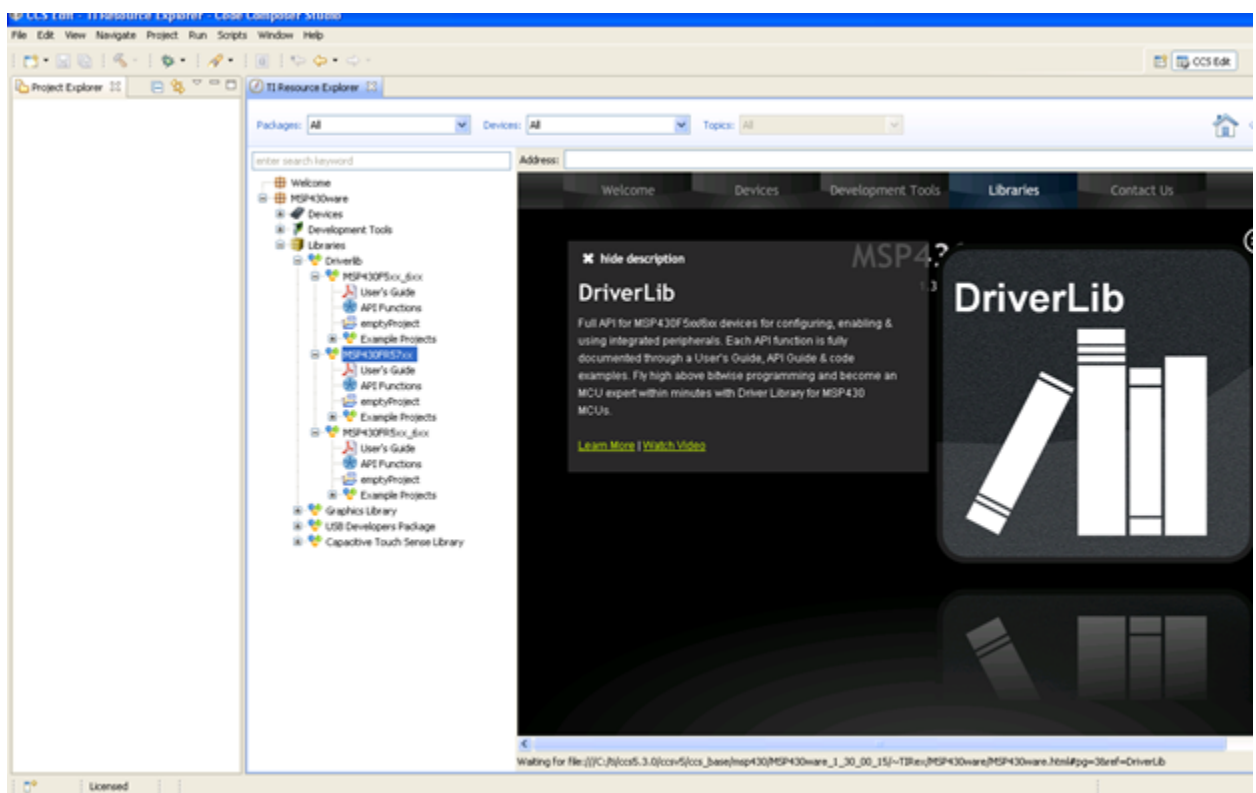 CCS Edit - TI Resource Explorer - Code Composer Studio
File Edit View Navigate Project Run Scripts Window Help
CCS Edit
Project Explorer
TI Resource Explorer
Packages: All Devices: All Topics: All
enter search keyword
Address:
Welcome
MSP430ware
Devices
Development Tools
Libraries
Driverlib
MSP430F5xx_6xx
User's Guide
API Functions
emptyProject
Example Projects
MSP430FR57xx
User's Guide
API Functions
emptyProject
Example Projects
MSP430FR5xx_6xx
User's Guide
API Functions
emptyProject
Example Projects
Graphics Library
USB Developers Package
Capacitive Touch Sense Library
Welcome Devices Development Tools Libraries Contact Us
hide description
DriverLib
Full API for MSP430F5xx/6xx devices for configuring, enabling &
using integrated peripherals. Each API function is fully
documented through a User's Guide, API Guide & code
examples. Fly high above bitwise programming and become an
MCU expert within minutes with Driver Library for MSP430
MCUs.
Learn More | Watch Video
DriverLib
Waiting for file:///C:/ti/ccs5.3.0/ccsv5/ccs_base/msp430/MSP430ware_1_30_00_15/~TIRex/MSP430ware/MSP430ware.html#pg=3&ref=DriverLib
Licensed